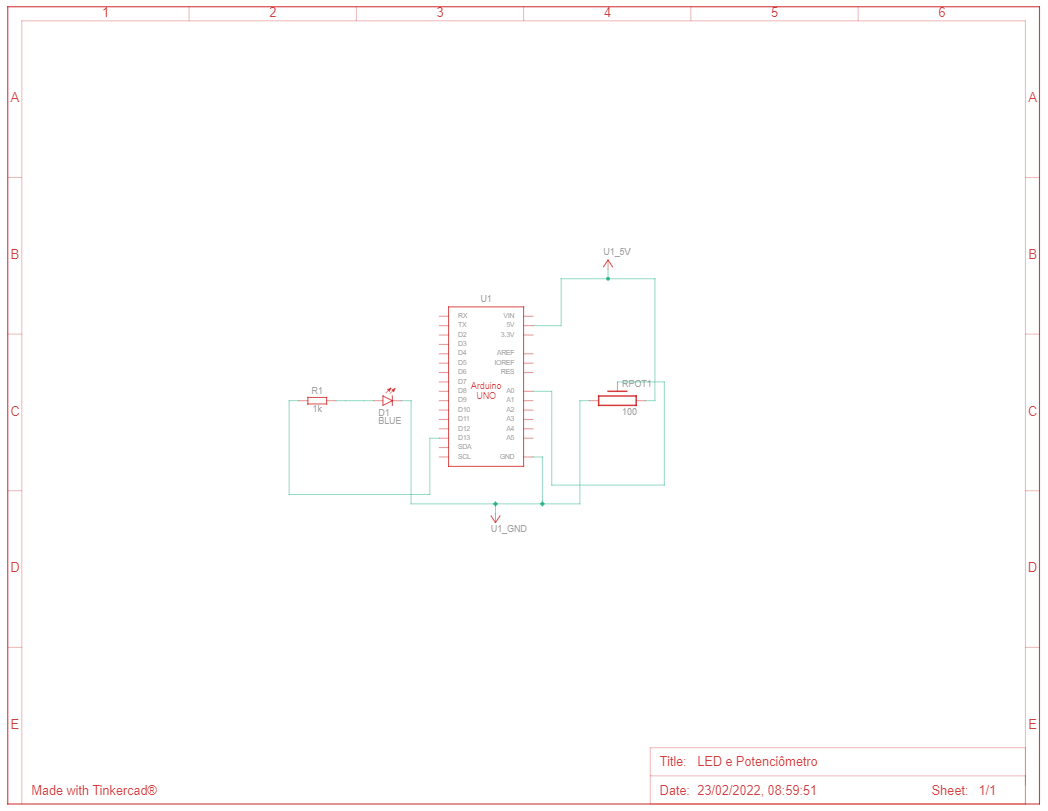 1 2 3 4 5 6
A A
B B
U1_5V
U1
RX VIN
TX 5V
D2 3.3V
D3
D4 AREF
D5 IOREF
D6 RES
D7
Arduino
UNO
D8 A0
D9 A1
D10 A2
D11 A3
D12 A4
D13 A5
SDA
SCL GND
RPOT1
100
R1
1k
D1
BLUE
C C
U1_GND
D D
E E
Title: LED e Potenciômetro
Made with Tinkercad®
Date: 23/02/2022, 08:59:51 Sheet: 1/1